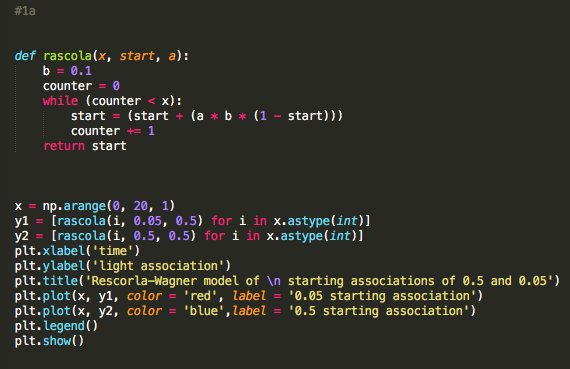 #1a
def rascola(x, start, a):
b = 0.1
counter = 0
while (counter < x):
start = (start + (a * b * (1 - start)))
counter += 1
return start
x = np.arange(0, 20, 1)
y1 = [rascola(i, 0.05, 0.5) for i in x.astype(int)]
y2 = [rascola(i, 0.5, 0.5) for i in x.astype(int)]
plt.xlabel('time')
plt.ylabel('light association')
plt.title('Rescorla-Wagner model of \n starting associations of 0.5 and 0.05')
plt.plot(x, y1, color = 'red', label = '0.05 starting association')
plt.plot(x, y2, color = 'blue',label = '0.5 starting association')
plt.legend()
plt.show()